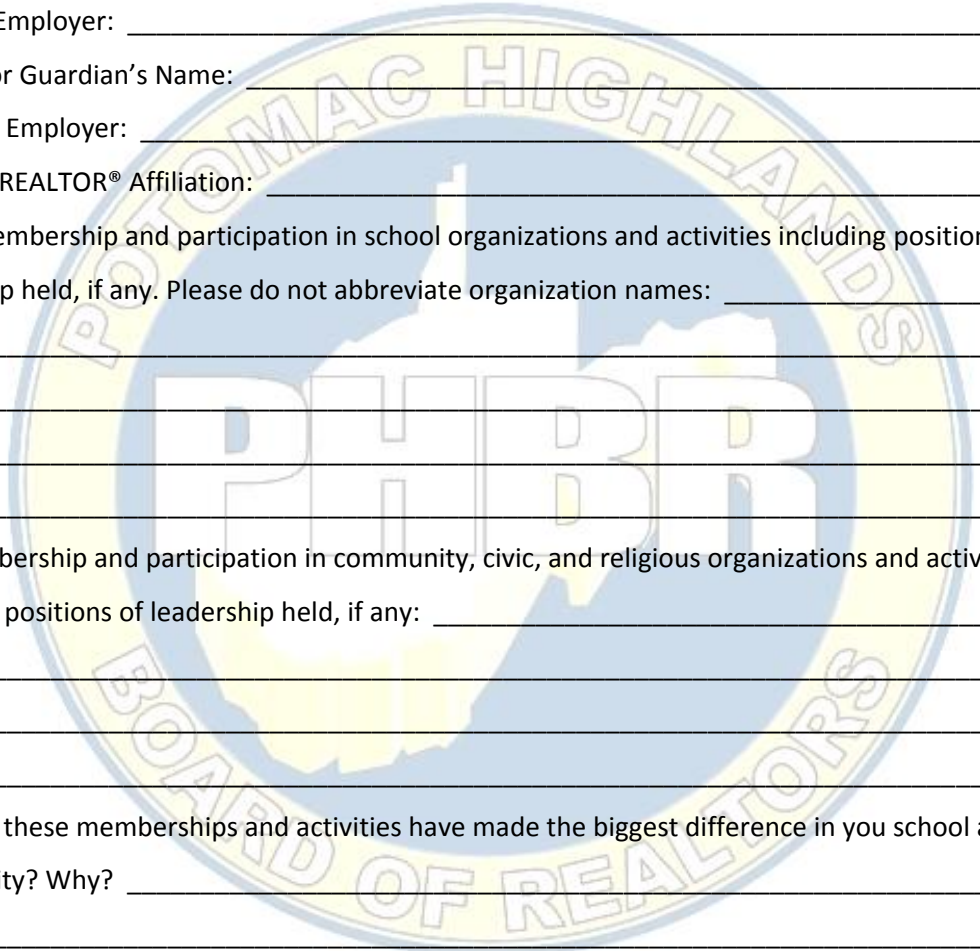 Employer: 
or Guardian's Name: 
Employer: 
REALTOR® Affiliation: 
embership and participation in school organizations and activities including position
p held, if any. Please do not abbreviate organization names: 
bership and participation in community, civic, and religious organizations and activ
positions of leadership held, if any: 
these memberships and activities have made the biggest difference in you school a
ity? Why? 
POTOMAC HIGHLANDS
PHBR
BOARD OF REALTORS